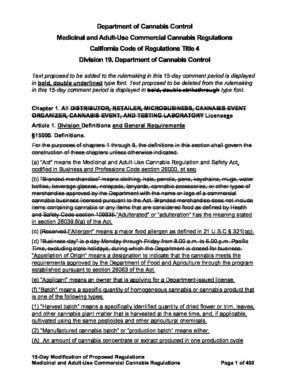 Department of Cannabis Control
Medicinal and Adult-Use Commercial Cannabis Regulations
California Code of Regulations Title 4
Division 19. Department of Cannabis Control
Text proposed to be added to the rulemaking in this 15-day comment period is displayed
in bold, double underlined type font. Text proposed to be deleted from the rulemaking
in this 15-day comment period is displayed in bold, double strikethrough type font.
Chapter 1. All DISTRIBUTOR, RETAILER, MICROBUSINESS, CANNABIS EVENT
ORGANIZER, CANNABIS EVENT, AND TESTING LABORATORY Licensees
Article 1. Division Definitions and General Requirements
§15000. Definitions.
For the purposes of chapters 1 through 5, the definitions in this section shall govern the
construction of these chapters unless otherwise indicated.
(a) "Act" means the Medicinal and Adult-Use Cannabis Regulation and Safety Act,
codified in Business and Professions Code section 26000, et seq.
(b) "Branded merchandise" means clothing, hats, pencils, pens, keychains, mugs, water
bottles, beverage glasses, notepads, lanyards, cannabis accessories, or other types of
merchandise approved by the Department with the name or logo of a commercial
cannabis business licensed pursuant to the Act. Branded merchandise does not include
items containing cannabis or any items that are considered food as defined by Health
and Safety Code section 109935. "Adulterated" or "adulteration" has the meaning stated
in section 26039.6(a) of the Act.
(c) (Reserved.) "Allergen" means a major food allergen as defined in 21 U.S.C § 321(qq).
(d) "Business day" is a day Monday through Friday from 8:00 a.m. to 5:00 p.m. Pacific
Time, excluding state holidays, during which the Department is closed for business.
"Appellation of Origin" means a designation to indicate that the cannabis meets the
requirements approved by the Department of Food and Agriculture through the program
established pursuant to section 26063 of the Act.
(e) "Applicant" means an owner that is applying for a Department-issued license.
(f) "Batch" means a specific quantity of homogeneous cannabis or cannabis product that
is one of the following types:
(1) "Harvest batch" means a specifically identified quantity of dried flower or trim, leaves,
and other cannabis plant matter that is harvested at the same time, and, if applicable,
cultivated using the same pesticides and other agricultural chemicals.
(2) "Manufactured cannabis batch" or "production batch" means either:
(A) An amount of cannabis concentrate or extract produced in one production cycle
15-Day Modification of Proposed Regulations
Medicinal and Adult-Use Commercial Cannabis Regulations Page 1 of 400